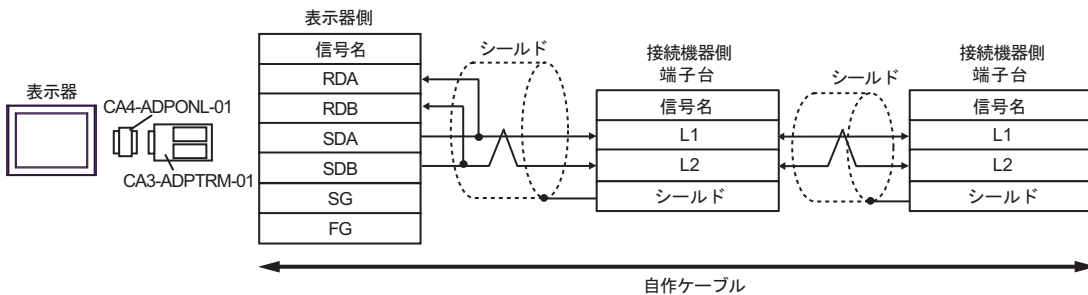 表示器
CA4-ADPONL-01
CA3-ADPTRM-01
表示器側
信号名
RDA
RDB
SDA
SDB
SG
FG
シールド
接続機器側
端子台
信号名
L1
L2
シールド
シールド
接続機器側
端子台
信号名
L1
L2
シールド
自作ケーブル